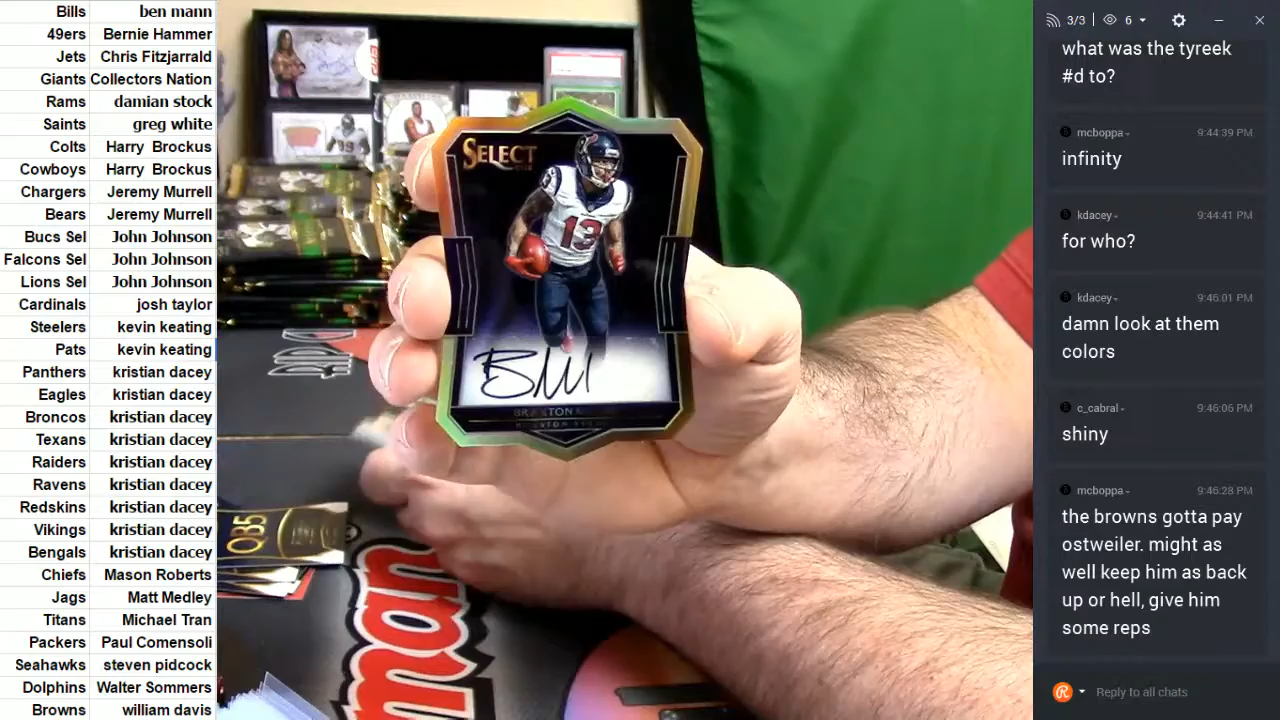 Bills ben mann
49ers Bernie Hammer
Jets Chris Fitzjarrald
Giants Collectors Nation
Rams damian stock
Saints greg white
Colts Harry Brockus
Cowboys Harry Brockus
Chargers Jeremy Murrell
Bears Jeremy Murrell
Bucs Sel John Johnson
Falcons Sel John Johnson
Lions Sel John Johnson
Cardinals josh taylor
Steelers kevin keating
Pats kevin keating
Panthers kristian dacey
Eagles kristian dacey
Broncos kristian dacey
Texans kristian dacey
Raiders kristian dacey
Ravens kristian dacey
Redskins kristian dacey
Vikings kristian dacey
Bengals kristian dacey
Chiefs Mason Roberts
Jags Matt Medley
Titans Michael Tran
Packers Paul Comensoli
Seahawks steven pidcock
Dolphins Walter Sommers
Browns william davis
SELECT
13
BRAXTON
QB5
man
3/3 6
what was the tyreek
#d to?
mcboppa 9:44:39 PM
infinity
kdacey 9:44:41 PM
for who?
kdacey 9:46:01 PM
damn look at them
colors
c_cabral 9:46:06 PM
shiny
mcboppa 9:46:28 PM
the browns gotta pay
ostweiler. might as
well keep him as back
up or hell, give him
some reps
Reply to all chats